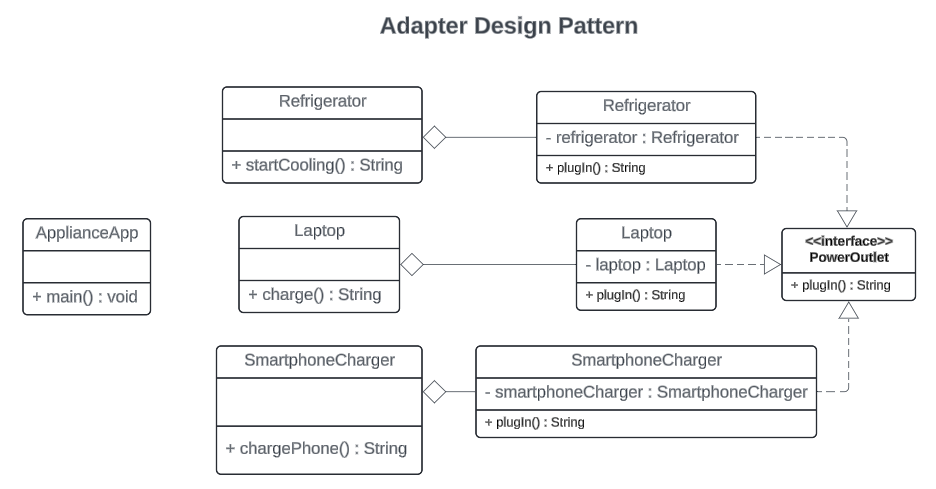 Adapter Design Pattern
Refrigerator
+ startCooling() : String
Refrigerator
- refrigerator : Refrigerator
+ plugIn() : String
ApplianceApp
+ main() : void
Laptop
+ charge() : String
Laptop
- laptop : Laptop
+ plugIn() : String
<<interface>>
PowerOutlet
+ plugIn() : String
SmartphoneCharger
+ chargePhone() : String
SmartphoneCharger
- smartphoneCharger : SmartphoneCharger
+ plugIn() : String